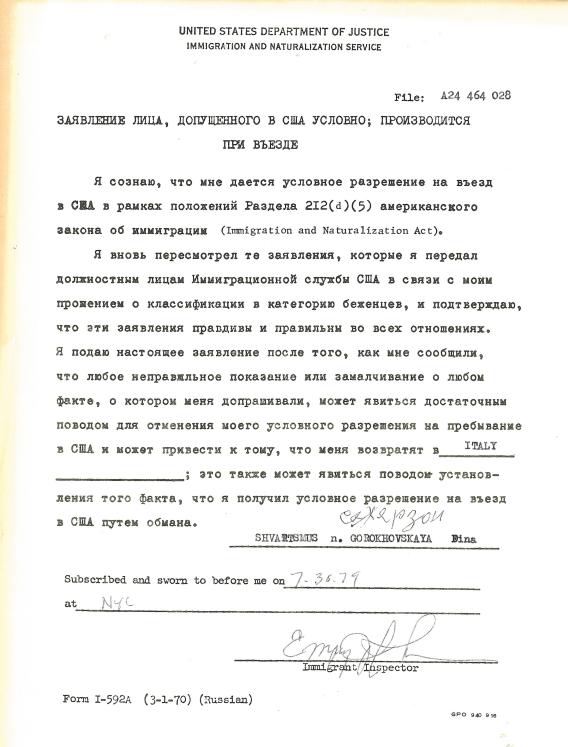 UNITED STATES DEPARTMENT OF JUSTICE
IMMIGRATION AND NATURALIZATION SERVICE
File: A24 464 028
ЗАЯВЛЕНИЕ ЛИЦА, ДОПУЩЕННОГО В США УСЛОВНО; ПРОИЗВОДИТСЯ
ПРИ ВЪЕЗДЕ
Я сознаю, что мне дается условное разрешение на въезд
в США в рамках положений Раздела 212(d)(5) американского
закона об иммиграции (Immigration and Naturalization Act).
Я вновь пересмотрел те заявления, которые я передал
должностным лицам Иммиграционной службы США в связи с моим
прошением о классификации в категорию беженцев, и подтверждаю,
что эти заявления правдивы и правильны во всех отношениях.
Я подаю настоящее заявление после того, как мне сообщили,
что любое неправильное показание или замалчивание о любом
факте, о котором меня допрашивали, может явиться достаточным
поводом для отменения моего условного разрешения на пребывание
в США и может привести к тому, что меня возвратят в ITALY
; это также может явиться поводом установ-
ления того факта, что я получил условное разрешение на въезд
в США путем обмана.
SHVARTSMUS n. GOROKHOVSKAYA Dina
Subscribed and sworn to before me on 7-30-79
at NYC
Immigrant Inspector
Form I-592A (3-1-70) (Russian)
GPO 940 916